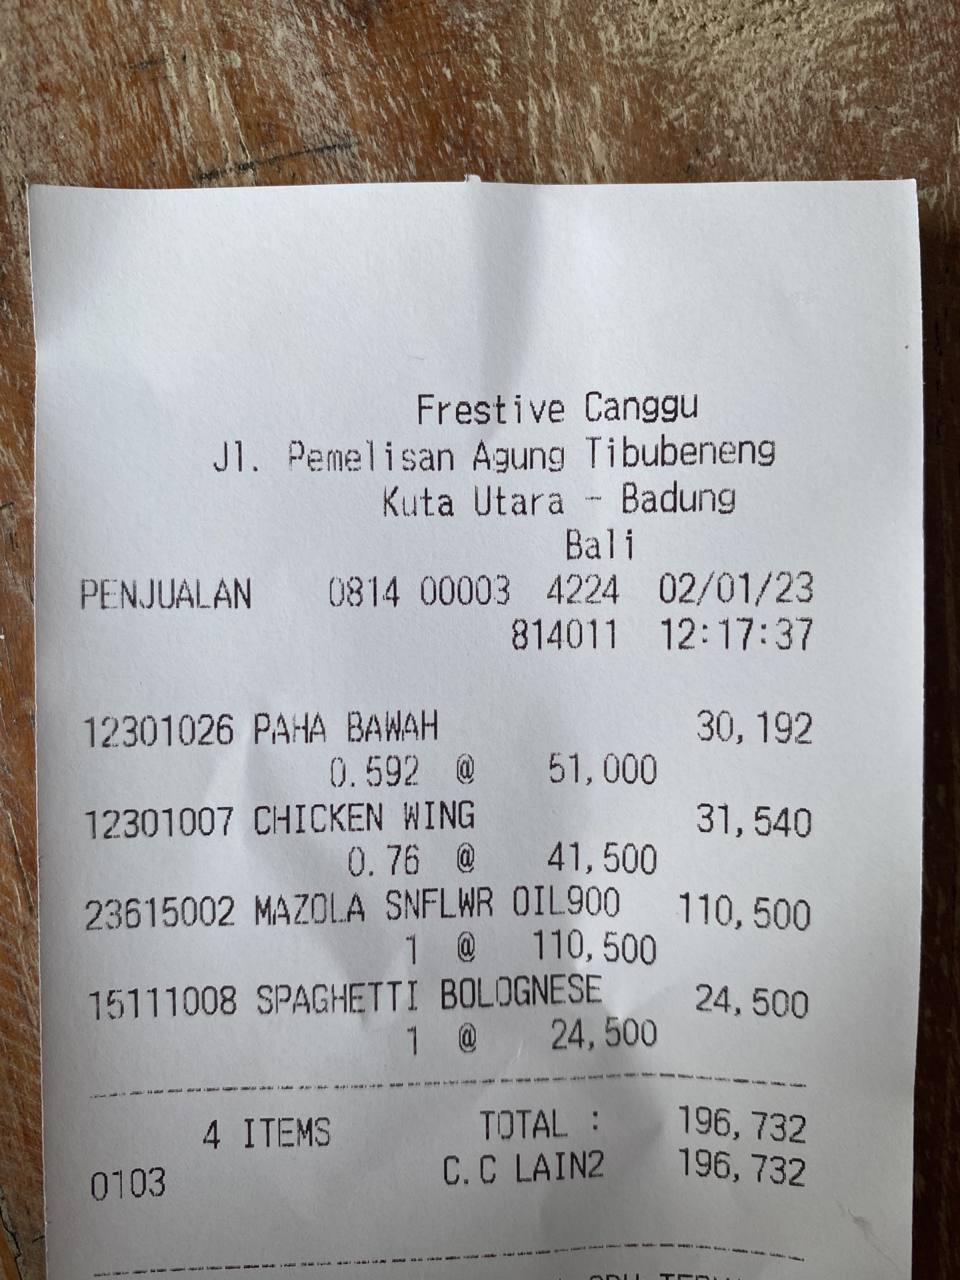 Frestive Canggu
Jl. Pemelisan Agung Tibubeneng
Kuta Utara - Badung
Bali
PENJUALAN 0814 00003 4224 02/01/23
814011 12:17:37
12301026 PAHA BAWAH 30,192
0.592 @ 51,000
12301007 CHICKEN WING 31,540
0.76 @ 41,500
23615002 MAZOLA SNFLWR OIL900 110,500
1 @ 110,500
15111008 SPAGHETTI BOLOGNESE 24,500
1 @ 24,500
4 ITEMS TOTAL : 196,732
0103 C.C LAIN2 196,732